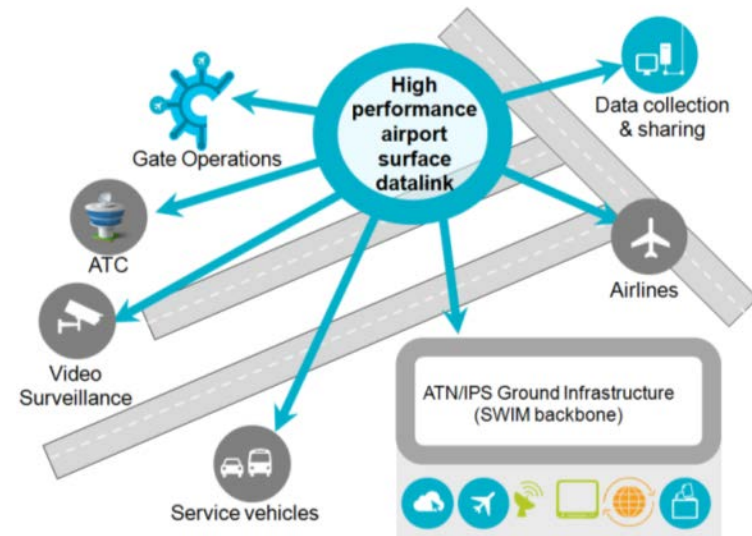 High
performance
airport
surface
datalink
Data collection
& sharing
Gate Operations
ATC
Airlines
Video
Surveillance
ATN/IPS Ground Infrastructure
(SWIM backbone)
Service vehicles